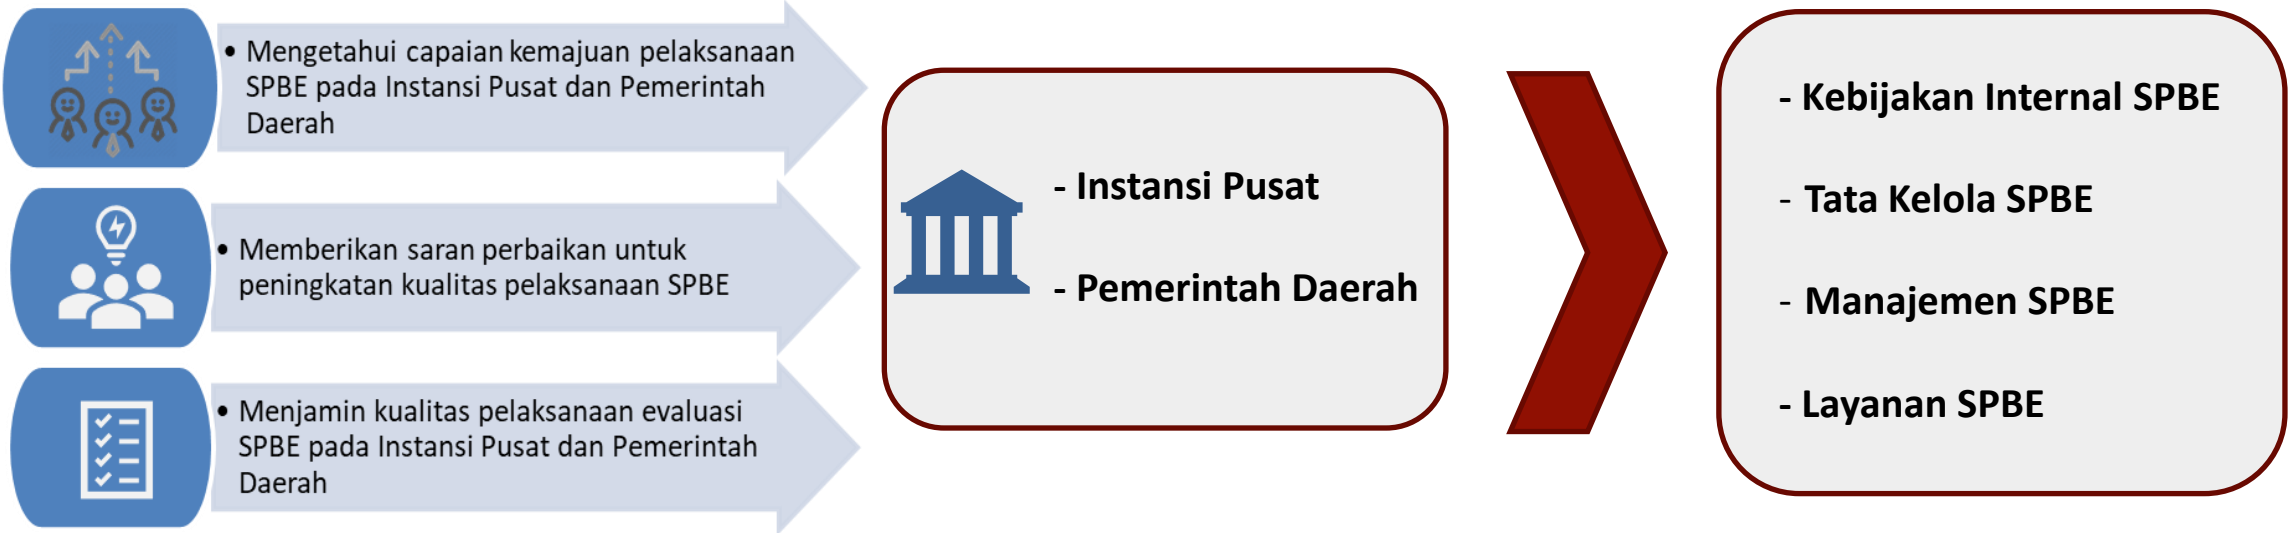 • Mengetahui capaian kemajuan pelaksanaan
SPBE pada Instansi Pusat dan Pemerintah
Daerah
• Memberikan saran perbaikan untuk
peningkatan kualitas pelaksanaan SPBE
• Menjamin kualitas pelaksanaan evaluasi
SPBE pada Instansi Pusat dan Pemerintah
Daerah
- Instansi Pusat
- Pemerintah Daerah
- Kebijakan Internal SPBE
- Tata Kelola SPBE
- Manajemen SPBE
- Layanan SPBE